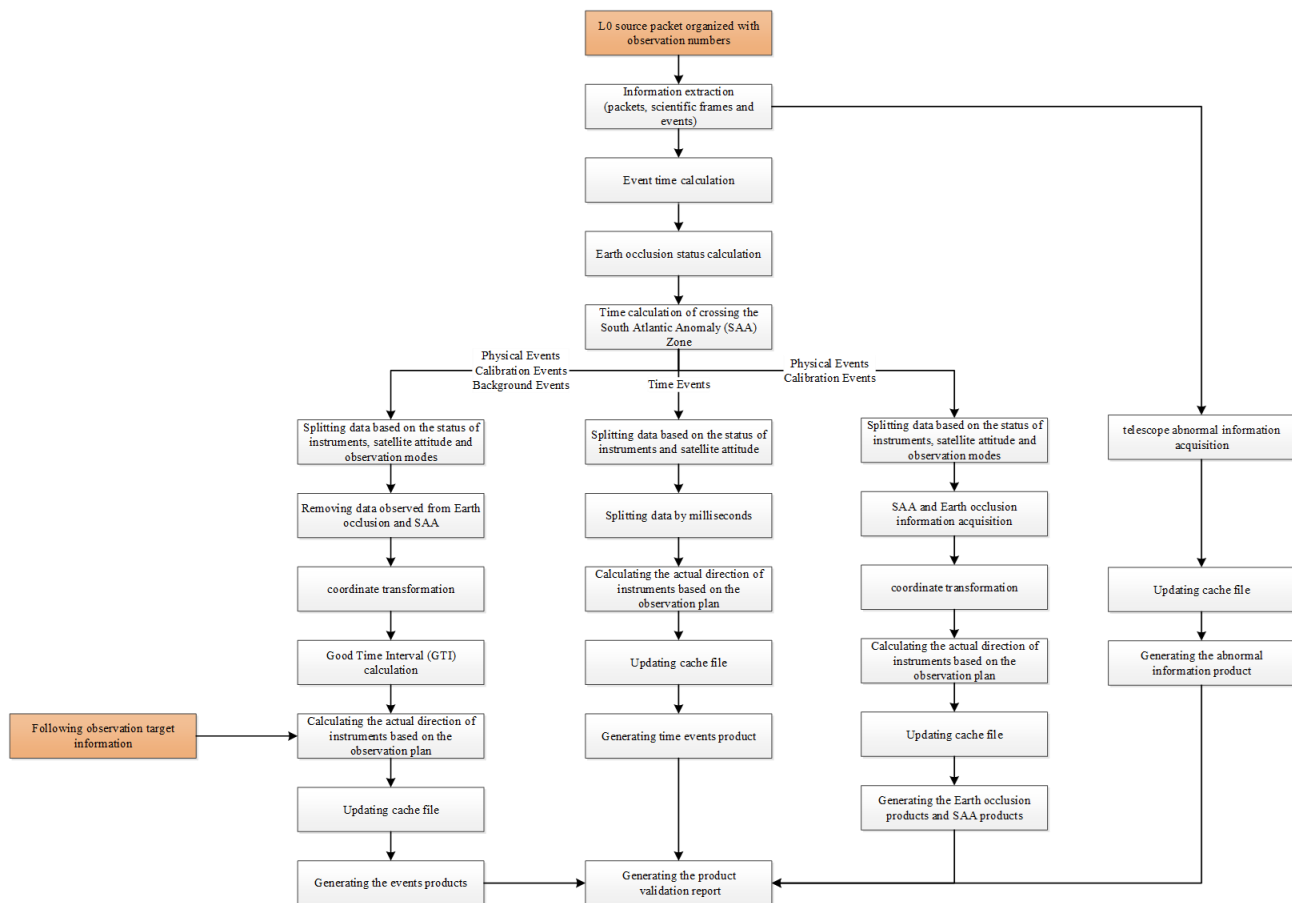 L0 source packet organized with
observation numbers
Information extraction
(packets, scientific frames and
events)
Event time calculation
Earth occlusion status calculation
Time calculation of crossing the
South Atlantic Anomaly (SAA)
Zone
Physical Events
Calibration Events
Background Events
Time Events
Physical Events
Calibration Events
Splitting data based on the status of
instruments, satellite attitude and
observation modes
Removing data observed from Earth
occlusion and SAA
coordinate transformation
Good Time Interval (GTI)
calculation
Following observation target
information
Calculating the actual direction of
instruments based on the
observation plan
Updating cache file
Generating the events products
Splitting data based on the status of
instruments and satellite attitude
Splitting data by milliseconds
Calculating the actual direction of
instruments based on the
observation plan
Updating cache file
Generating time events product
Generating the product
validation report
Splitting data based on the status of
instruments, satellite attitude and
observation modes
SAA and Earth occlusion
information acquisition
coordinate transformation
Calculating the actual direction of
instruments based on the
observation plan
Updating cache file
Generating the Earth occlusion
products and SAA products
telescope abnormal information
acquisition
Updating cache file
Generating the abnormal
information product